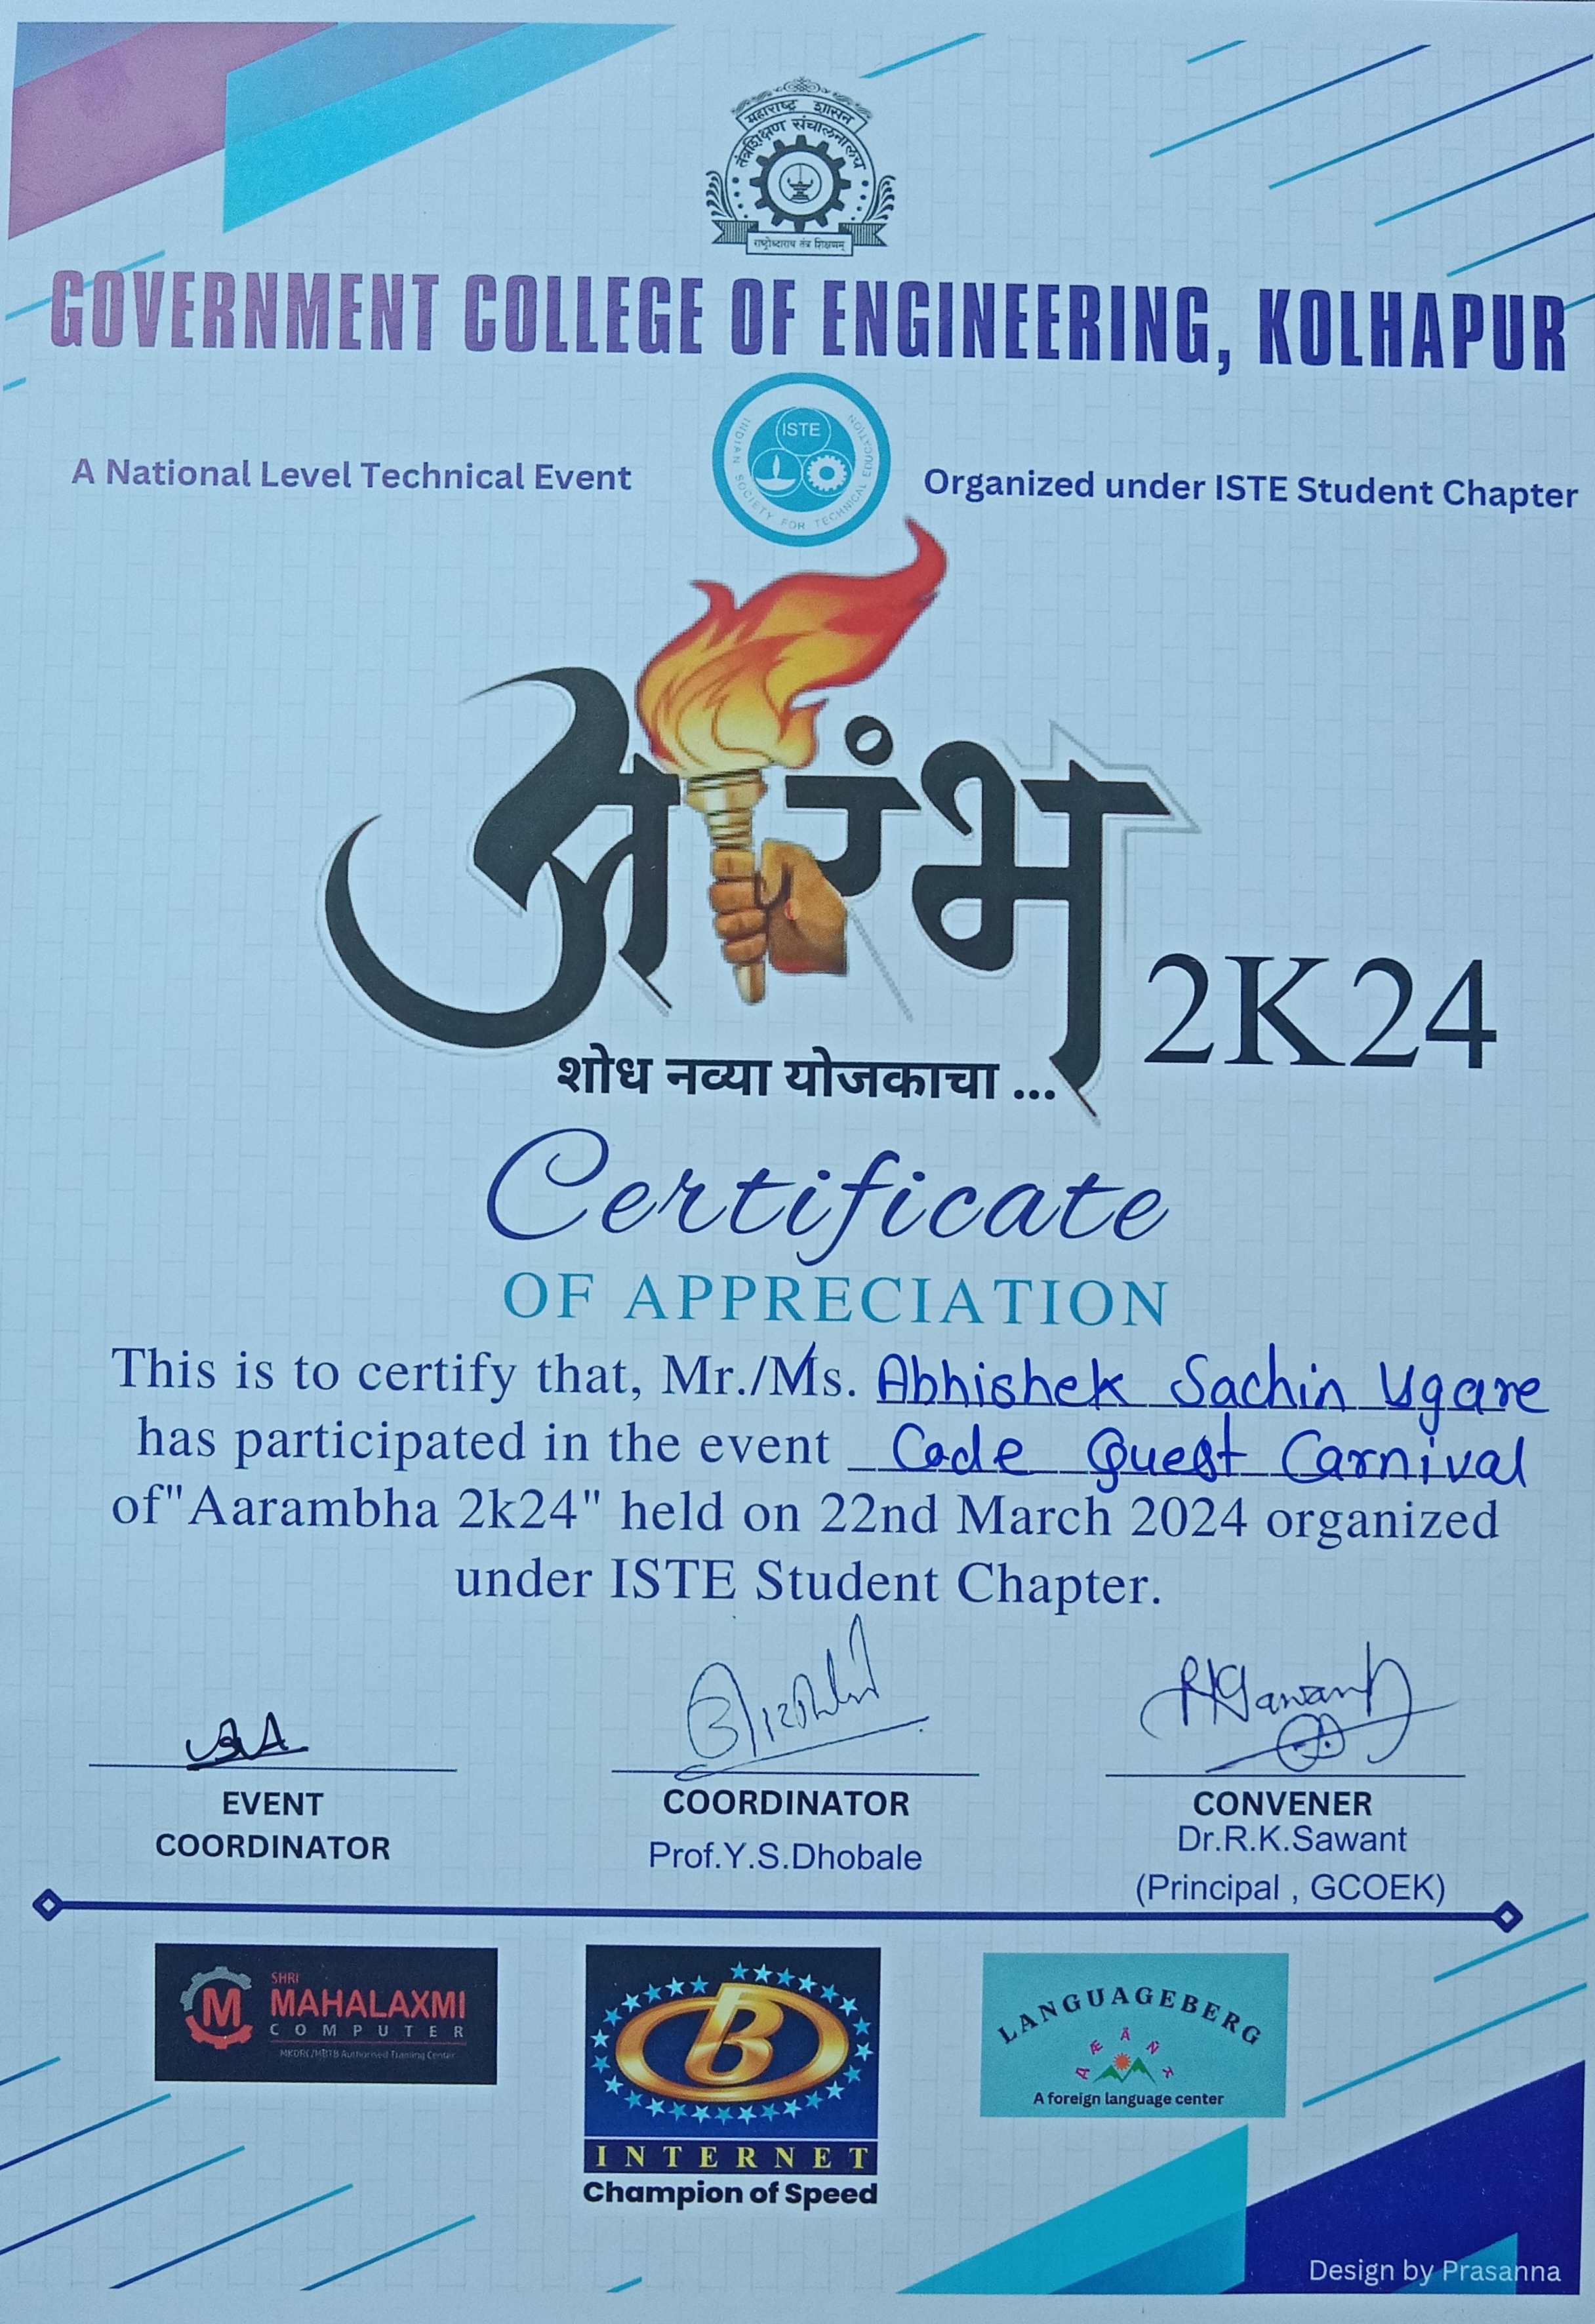 महाराष्ट्र शासन
तंत्रशिक्षण संचालनालय
GOVERNMENT COLLEGE OF ENGINEERING, KOLHAPUR
A National Level Technical Event
ISTE
INDIAN SOCIETY FOR TECHNICAL EDUCATION
Organized under ISTE Student Chapter
आरंभ 2K24
शोध नव्या योजकाचा ...
Certificate
OF APPRECIATION
This is to certify that, Mr./Ms. Abhishek Sachin Ugare
has participated in the event Code Quest Carnival
of"Aarambha 2k24" held on 22nd March 2024 organized
under ISTE Student Chapter.
RKSawant
EVENT
COORDINATOR
COORDINATOR
Prof.Y.S.Dhobale
CONVENER
Dr.R.K.Sawant
(Principal , GCOEK)
M
SHRI
MAHALAXMI
COMPUTER
Authorised Training Center
B
INTERNET
Champion of Speed
LANGUAGEBERG
A foreign language center
Design by Prasanna